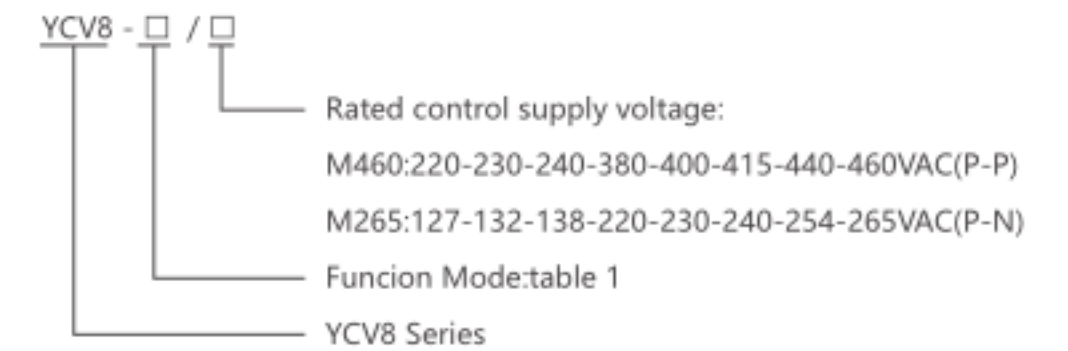 YCV8 - □ / □
Rated control supply voltage:
M460:220-230-240-380-400-415-440-460VAC(P-P)
M265:127-132-138-220-230-240-254-265VAC(P-N)
Funcion Mode:table 1
YCV8 Series